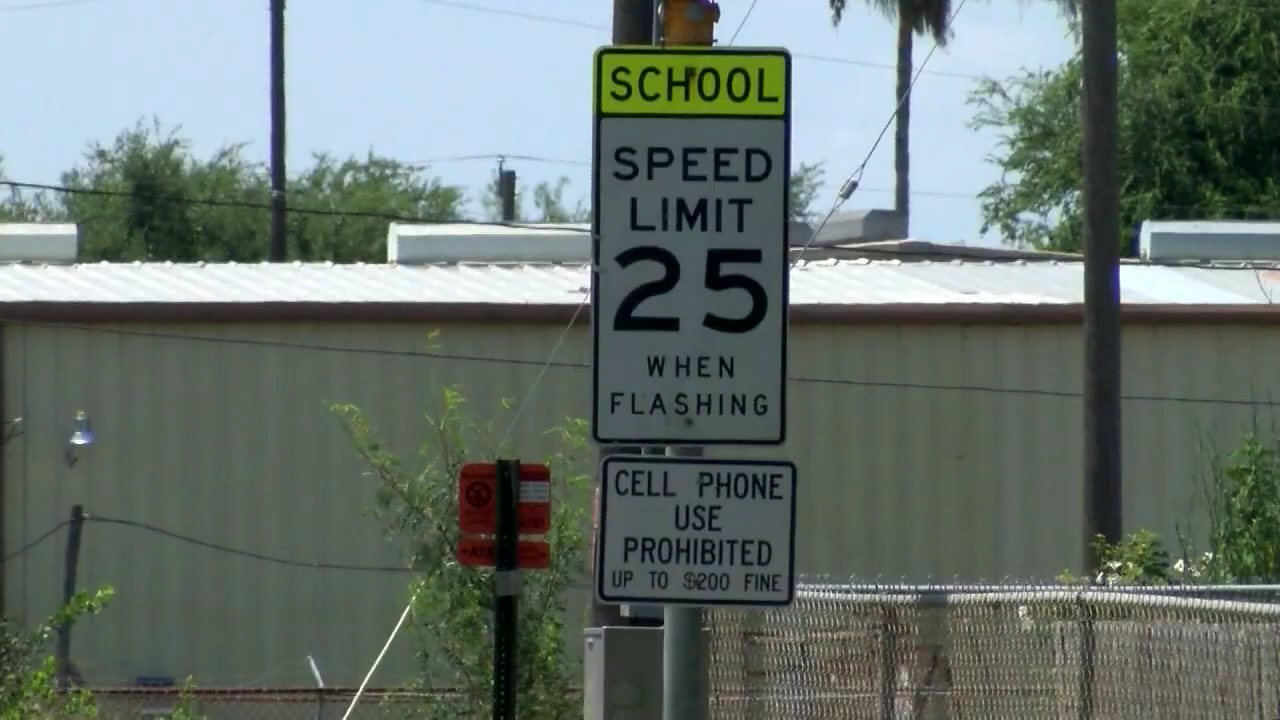 SCHOOL
SPEED
LIMIT
25
WHEN
FLASHING
CELL PHONE
USE
PROHIBITED
UP TO $200 FINE